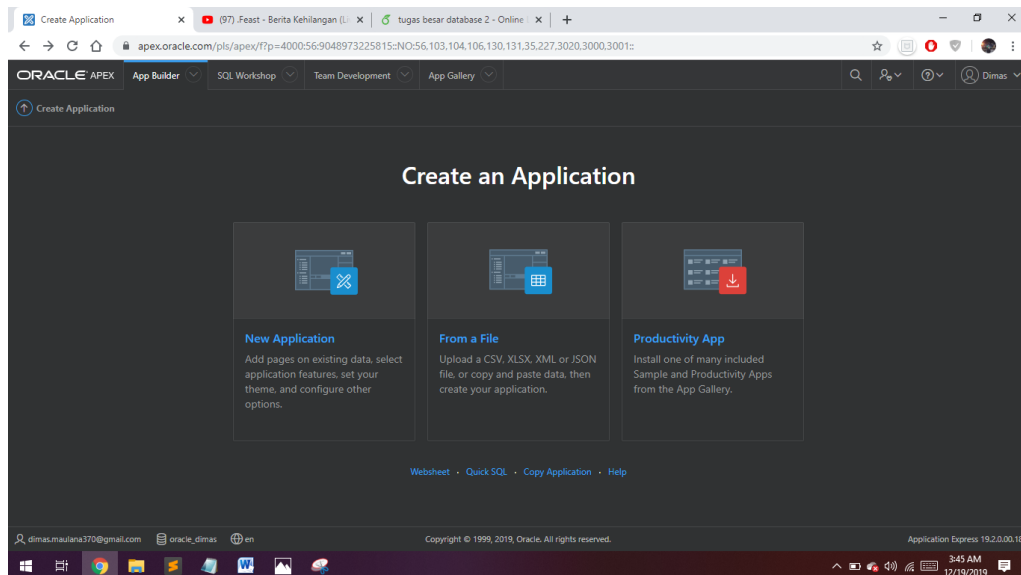 Create Application
(97) .Feast - Berita Kehilangan (Li
tugas besar database 2 - Online L
apex.oracle.com/pls/apex/f?p=4000:56:9048973225815::NO:56,103,104,106,130,131,35,227,3020,3000,3001::
ORACLE APEX App Builder SQL Workshop Team Development App Gallery Dimas
Create Application
Create an Application
New Application
Add pages on existing data, select
application features, set your
theme, and configure other
options.
From a File
Upload a CSV, XLSX, XML or JSON
file, or copy and paste data, then
create your application.
Productivity App
Install one of many included
Sample and Productivity Apps
from the App Gallery.
Websheet · Quick SQL · Copy Application · Help
dimas.maulana370@gmail.com oracle_dimas en Copyright © 1999, 2019, Oracle. All rights reserved. Application Express 19.2.0.00.18
3:45 AM
12/19/2019